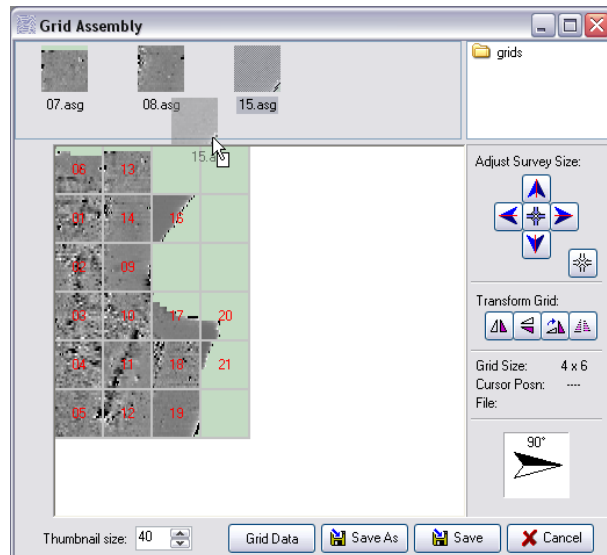 Grid Assembly
grids
07.asg 08.asg 15.asg
15.a
06 13
01 14 16
02 09
03 10 17 20
04 11 18 21
05 12 19
Adjust Survey Size:
Transform Grid:
Grid Size: 4 x 6
Cursor Posn: ----
File:
90°
Thumbnail size: 40
Grid Data
Save As
Save
Cancel